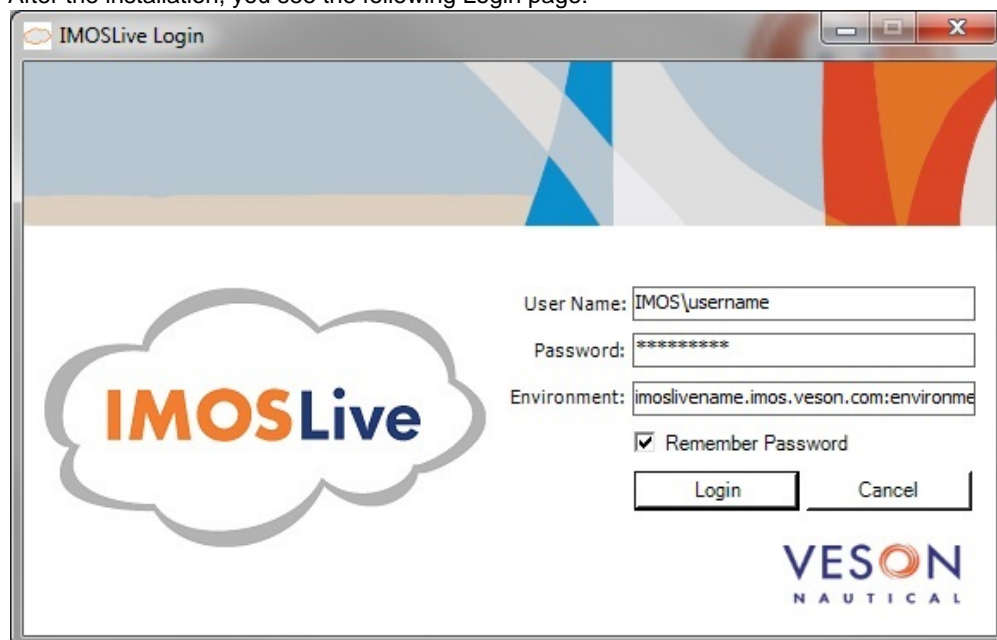 After the installation, you see the following Login page.
IMOSLive Login
User Name: IMOS\username
Password: *********
Environment: imoslivename.imos.veson.com:environme
IMOSLive
Remember Password
Login Cancel
VESON
NAUTICAL